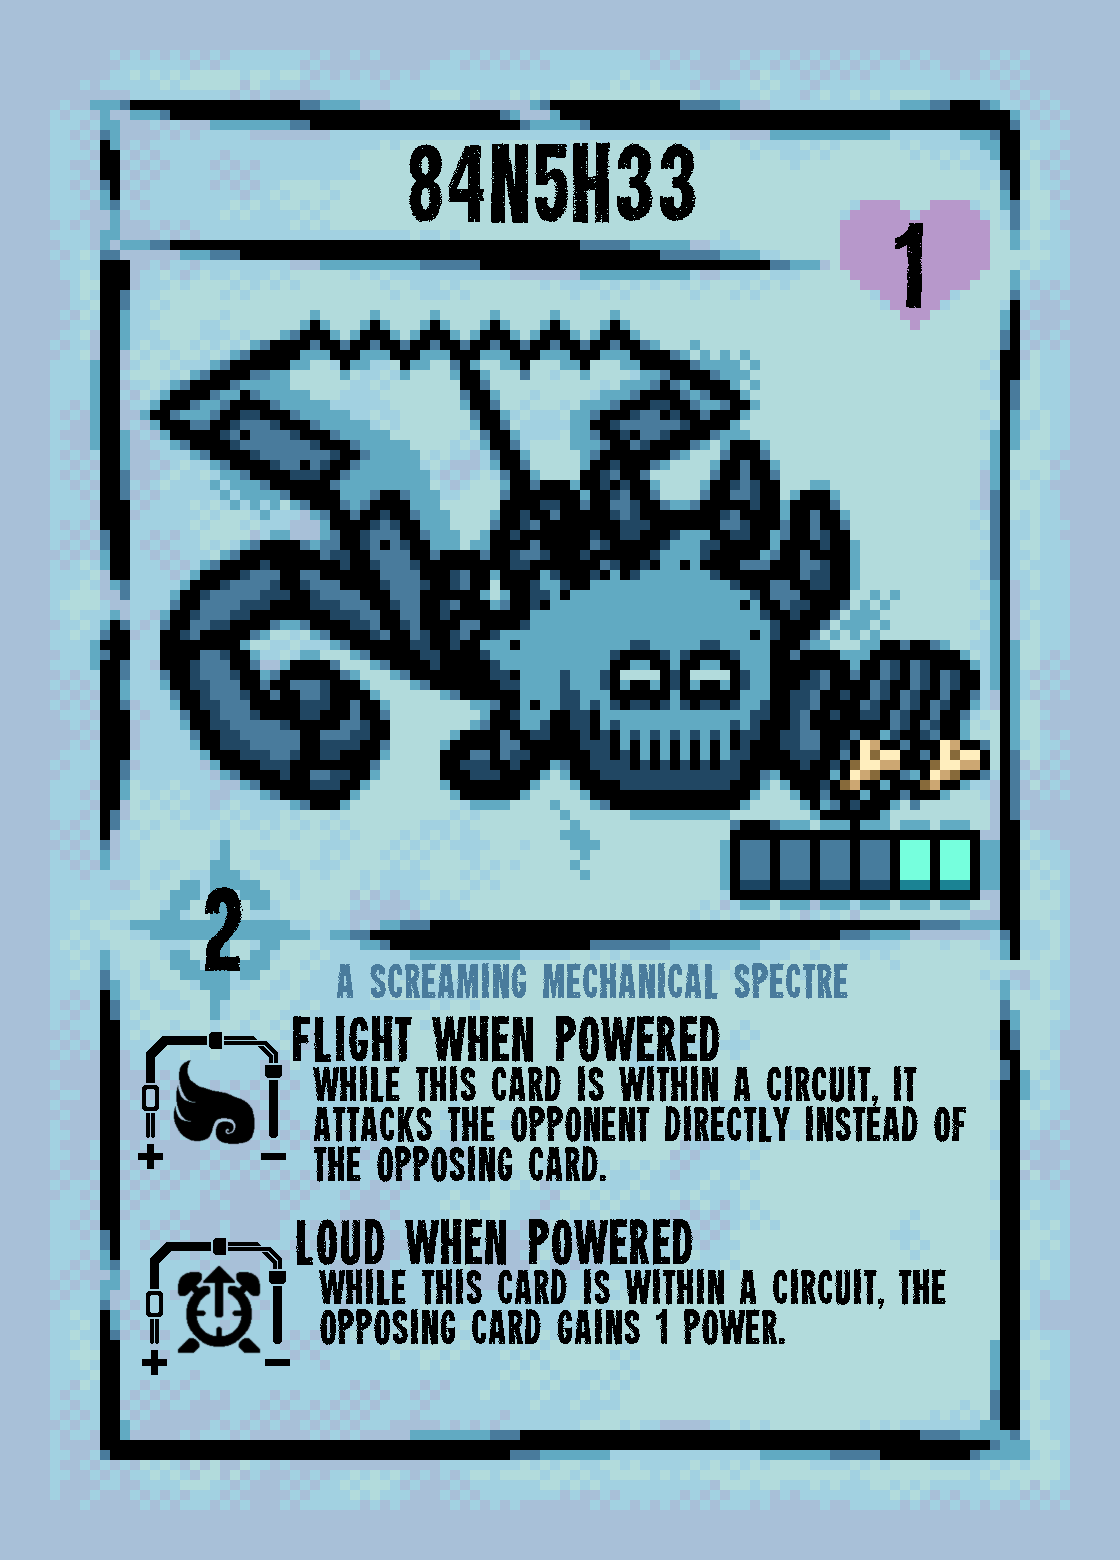 84N5H33
1
2
A SCREAMING MECHANICAL SPECTRE
FLIGHT WHEN POWERED
WHILE THIS CARD IS WITHIN A CIRCUIT, IT
ATTACKS THE OPPONENT DIRECTLY INSTEAD OF
THE OPPOSING CARD.
LOUD WHEN POWERED
WHILE THIS CARD IS WITHIN A CIRCUIT, THE
OPPOSING CARD GAINS 1 POWER.